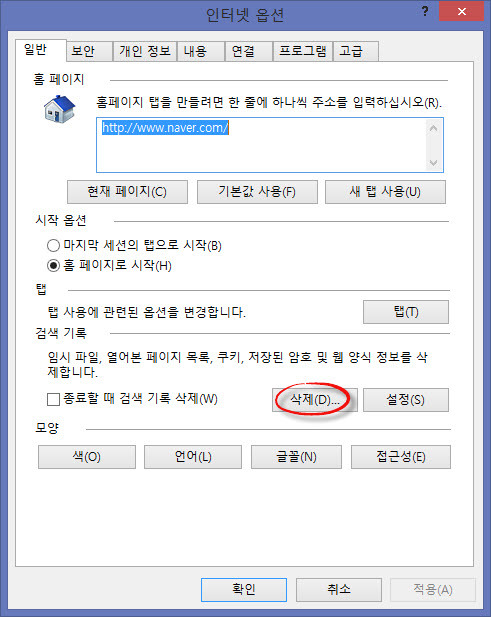 인터넷 옵션
?
일반 보안 개인 정보 내용 연결 프로그램 고급
홈 페이지
홈페이지 탭을 만들려면 한 줄에 하나씩 주소를 입력하십시오(R).
http://www.naver.com/
현재 페이지(C) 기본값 사용(F) 새 탭 사용(U)
시작 옵션
마지막 세션의 탭으로 시작(B)
홈 페이지로 시작(H)
탭
탭 사용에 관련된 옵션을 변경합니다. 탭(T)
검색 기록
임시 파일, 열어본 페이지 목록, 쿠키, 저장된 암호 및 웹 양식 정보를 삭
제합니다.
종료할 때 검색 기록 삭제(W) 삭제(D)... 설정(S)
모양
색(O) 언어(L) 글꼴(N) 접근성(E)
확인 취소 적용(A)